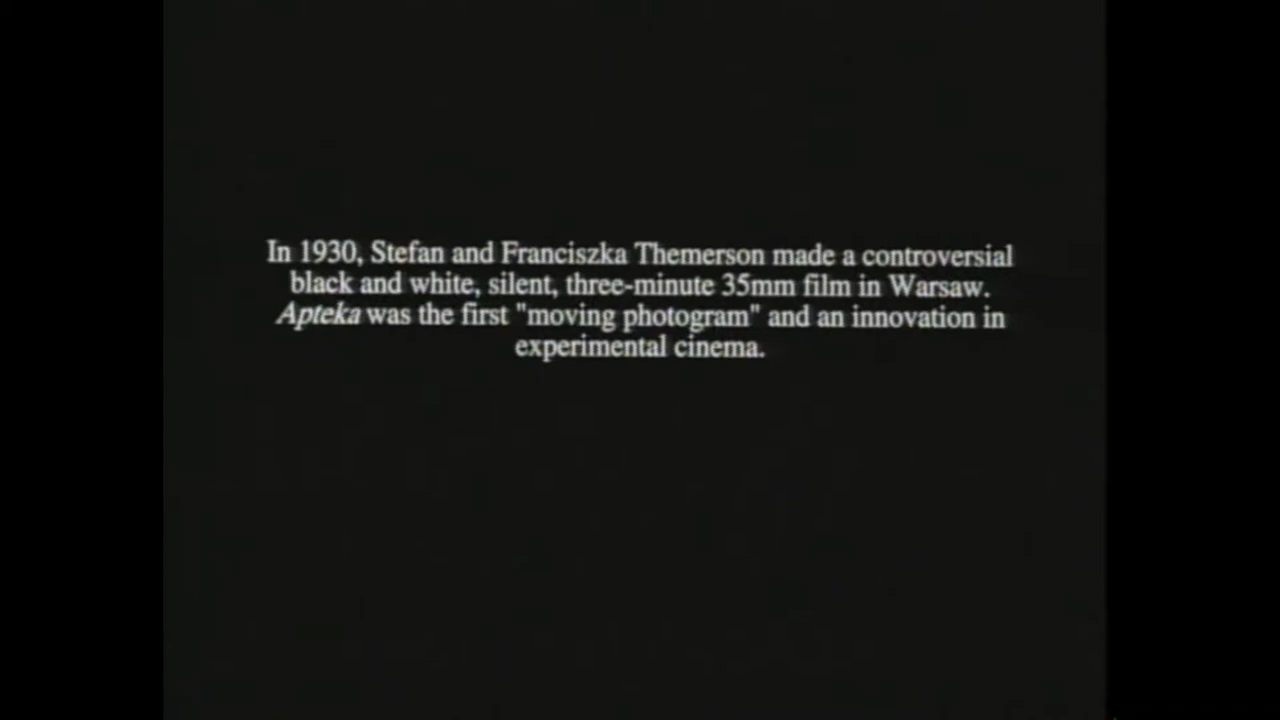 In 1930, Stefan and Franciszka Themerson made a controversial
black and white, silent, three-minute 35mm film in Warsaw.
Apteka was the first "moving photogram" and an innovation in
experimental cinema.